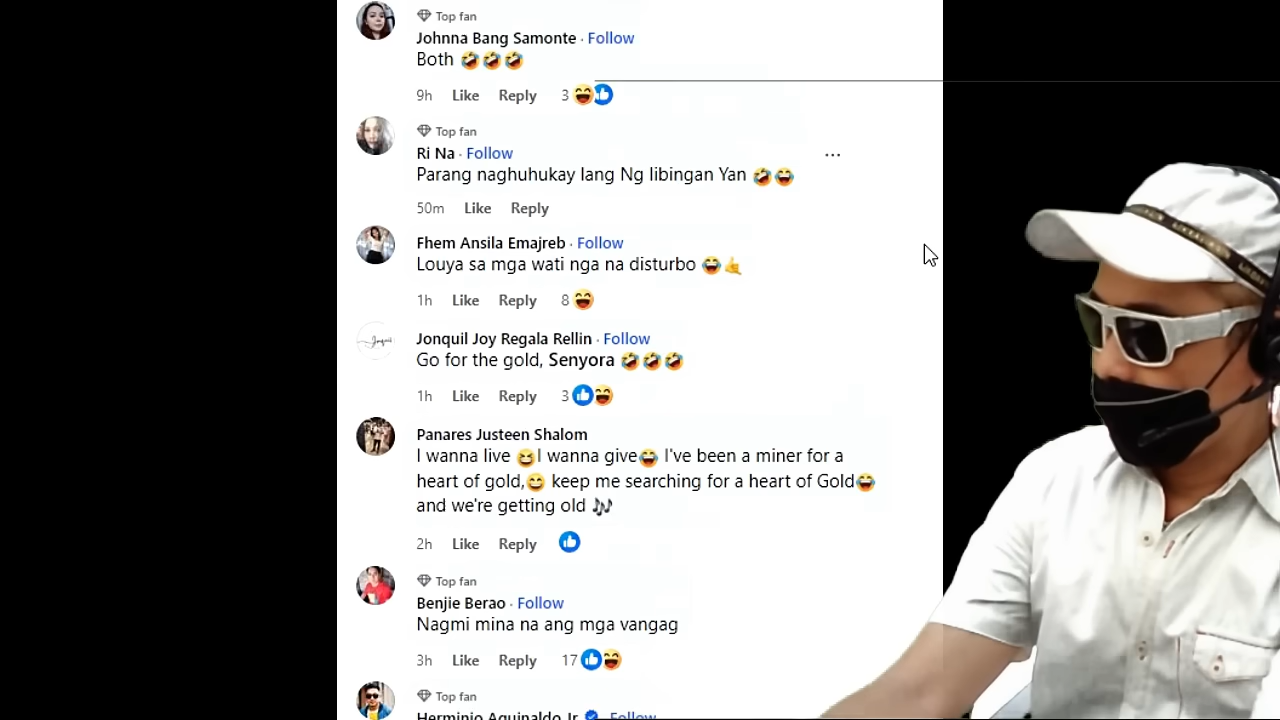 Top fan
Johnna Bang Samonte · Follow
Both 🤣🤣🤣
9h Like Reply 3
Top fan
Ri Na · Follow
Parang naghuhukay lang Ng libingan Yan 🤣😂
50m Like Reply
Fhem Ansila Emajreb · Follow
Louya sa mga wati nga na disturbo 😂🤙
1h Like Reply 8
Jonquil Joy Regala Rellin · Follow
Go for the gold, Senyora 🤣🤣🤣
1h Like Reply 3
Panares Justeen Shalom
I wanna live 😆I wanna give😂 I've been a miner for a
heart of gold,😅 keep me searching for a heart of Gold😂
and we're getting old 🎶
2h Like Reply
Top fan
Benjie Berao · Follow
Nagmi mina na ang mga vangag
3h Like Reply 17
Top fan
Herminio Aguinaldo Jr Follow